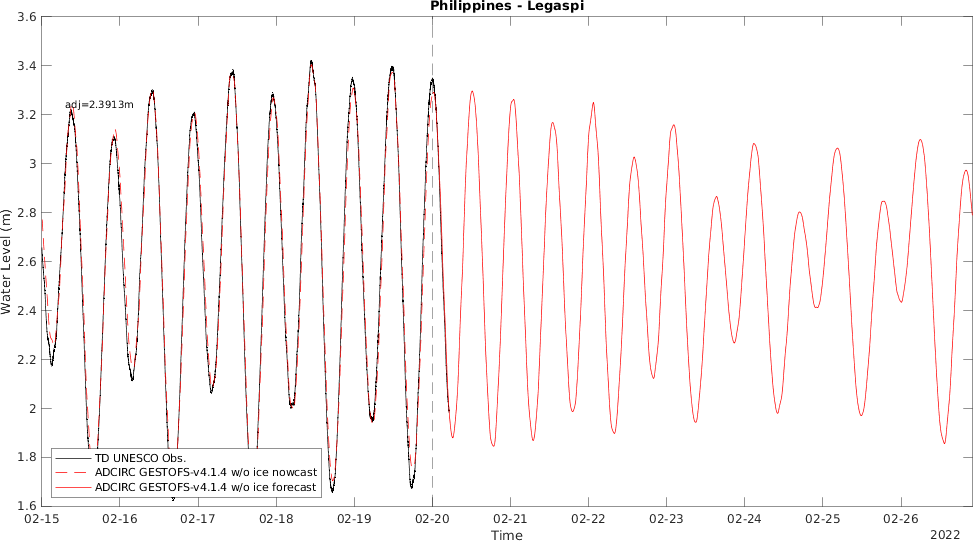 Philippines - Legaspi
3.6
3.4
3.2
3
2.8
2.6
2.4
2.2
2
1.8
1.6
Water Level (m)
adj=2.3913m
TD UNESCO Obs.
ADCIRC GESTOFS-v4.1.4 w/o ice nowcast
ADCIRC GESTOFS-v4.1.4 w/o ice forecast
02-15 02-16 02-17 02-18 02-19 02-20 02-21 02-22 02-23 02-24 02-25 02-26
Time
2022